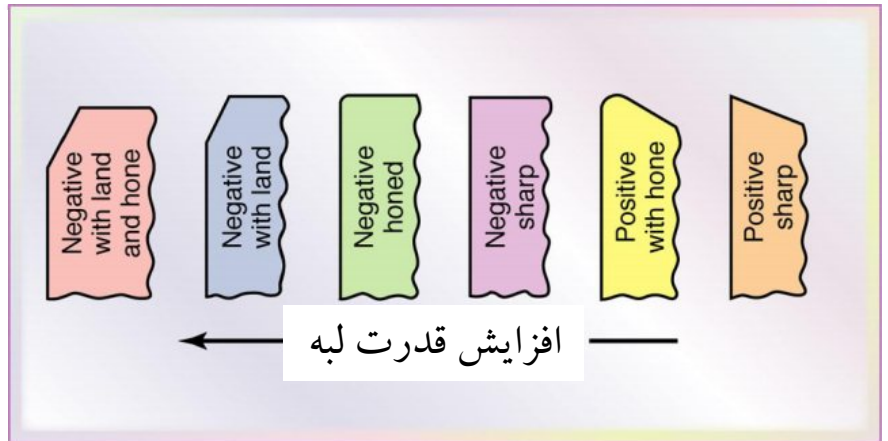 Negative
with land
and hone
Negative
with land
Negative
honed
Negative
sharp
Positive
with hone
Positive
sharp
افزایش قدرت لبه